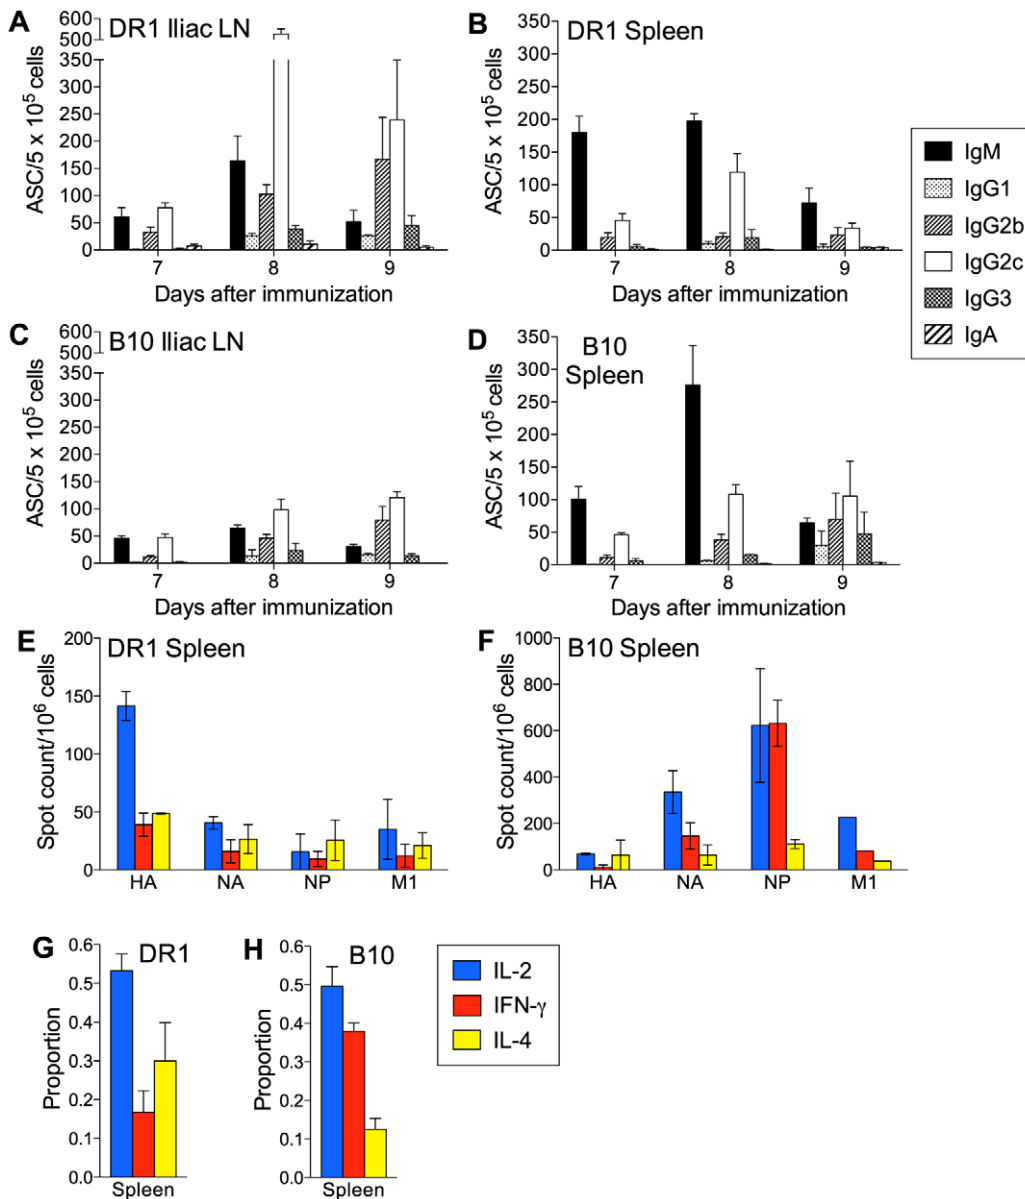 A
DR1 Iliac LN
600
500
350
300
250
200
150
100
50
0
ASC/5 x 10⁵ cells
7 8 9
Days after immunization
B
DR1 Spleen
350
300
250
200
150
100
50
0
ASC/5 x 10⁵ cells
7 8 9
Days after immunization
IgM
IgG1
IgG2b
IgG2c
IgG3
IgA
C
B10 Iliac LN
600
500
350
300
250
200
150
100
50
0
ASC/5 x 10⁵ cells
7 8 9
Days after immunization
D
B10
Spleen
350
300
250
200
150
100
50
0
ASC/5 x 10⁵ cells
7 8 9
Days after immunization
E
DR1 Spleen
200
150
100
50
0
Spot count/10⁶ cells
HA NA NP M1
F
B10 Spleen
1000
800
600
400
200
0
Spot count/10⁶ cells
HA NA NP M1
G
DR1
0.6
0.5
0.4
0.3
0.2
0.1
0.0
Proportion
Spleen
H
B10
0.6
0.5
0.4
0.3
0.2
0.1
0.0
Proportion
Spleen
IL-2
IFN-γ
IL-4